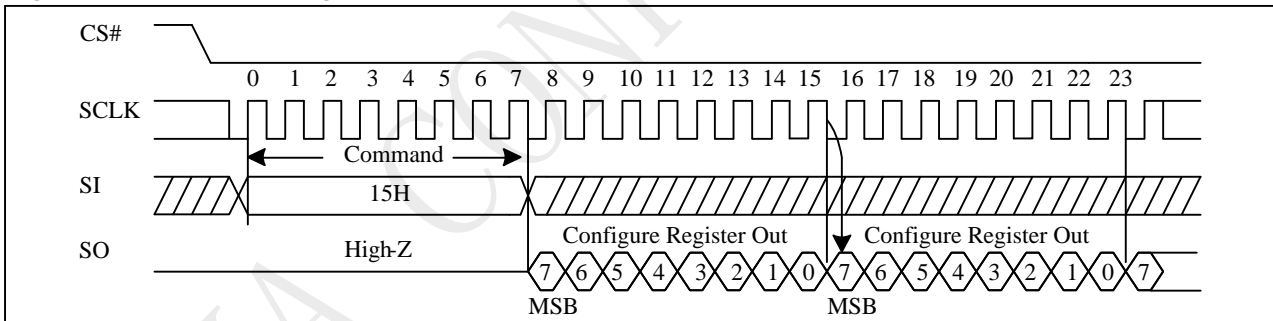 CS#
0 1 2 3 4 5 6 7 8 9 10 11 12 13 14 15 16 17 18 19 20 21 22 23
SCLK
Command
SI
15H
SO
High-Z
Configure Register Out
Configure Register Out
7 6 5 4 3 2 1 0 7 6 5 4 3 2 1 0 7
MSB
MSB